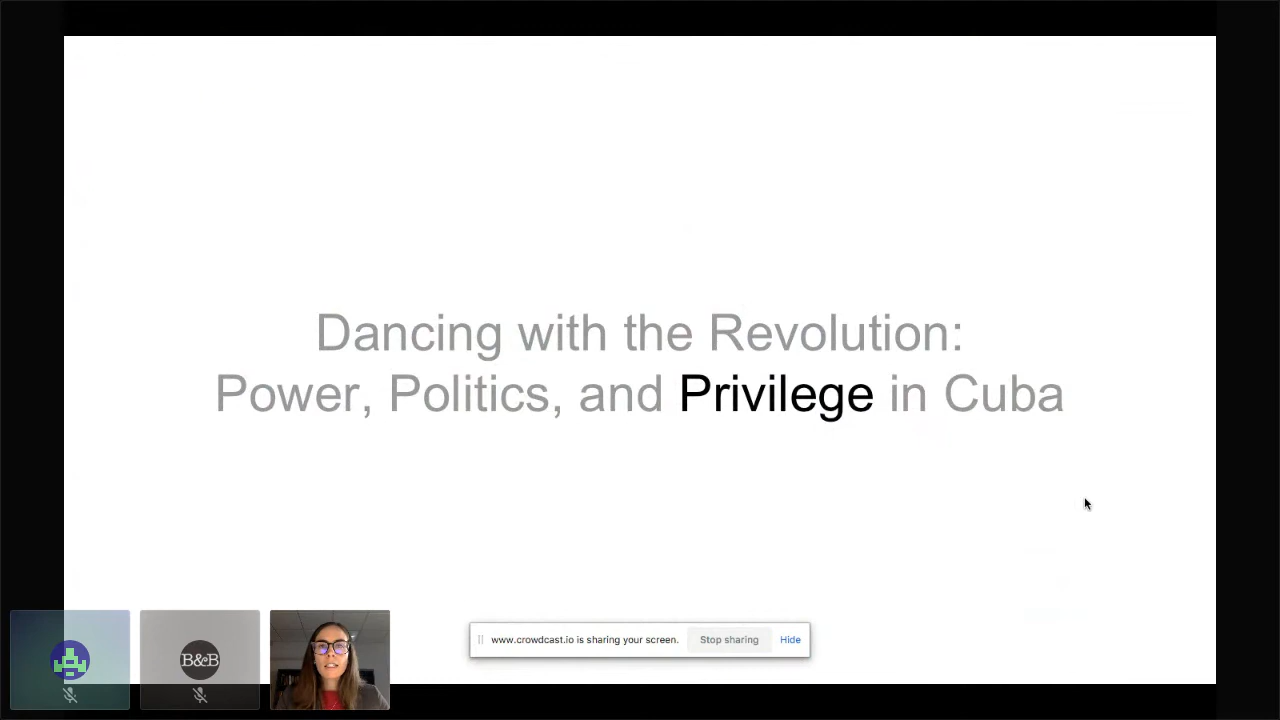 Dancing with the Revolution:
Power, Politics, and Privilege in Cuba
www.crowdcast.io is sharing your screen. Stop sharing Hide
B&B